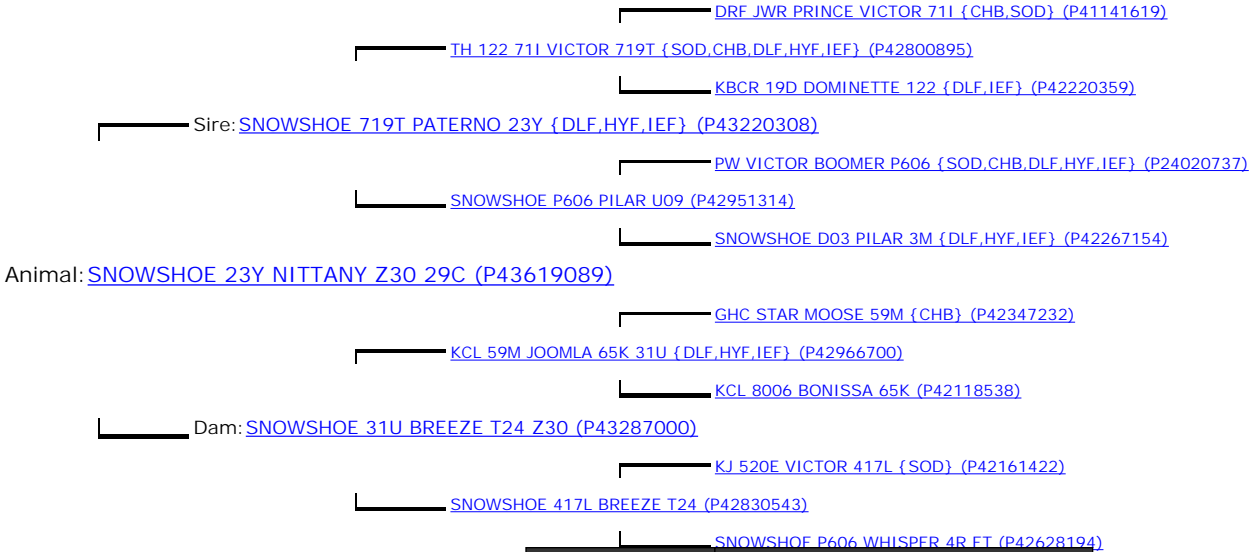 DRF JWR PRINCE VICTOR 71I {CHB,SOD} (P41141619)
TH 122 71I VICTOR 719T {SOD,CHB,DLF,HYF,IEF} (P42800895)
KBCR 19D DOMINETTE 122 {DLF,IEF} (P42220359)
Sire: SNOWSHOE 719T PATERNO 23Y {DLF,HYF,IEF} (P43220308)
PW VICTOR BOOMER P606 {SOD,CHB,DLF,HYF,IEF} (P24020737)
SNOWSHOE P606 PILAR U09 (P42951314)
SNOWSHOE D03 PILAR 3M {DLF,HYF,IEF} (P42267154)
Animal: SNOWSHOE 23Y NITTANY Z30 29C (P43619089)
GHC STAR MOOSE 59M {CHB} (P42347232)
KCL 59M JOOMLA 65K 31U {DLF,HYF,IEF} (P42966700)
KCL 8006 BONISSA 65K (P42118538)
Dam: SNOWSHOE 31U BREEZE T24 Z30 (P43287000)
KJ 520E VICTOR 417L {SOD} (P42161422)
SNOWSHOE 417L BREEZE T24 (P42830543)
SNOWSHOE P606 WHISPER 4R ET (P42628194)